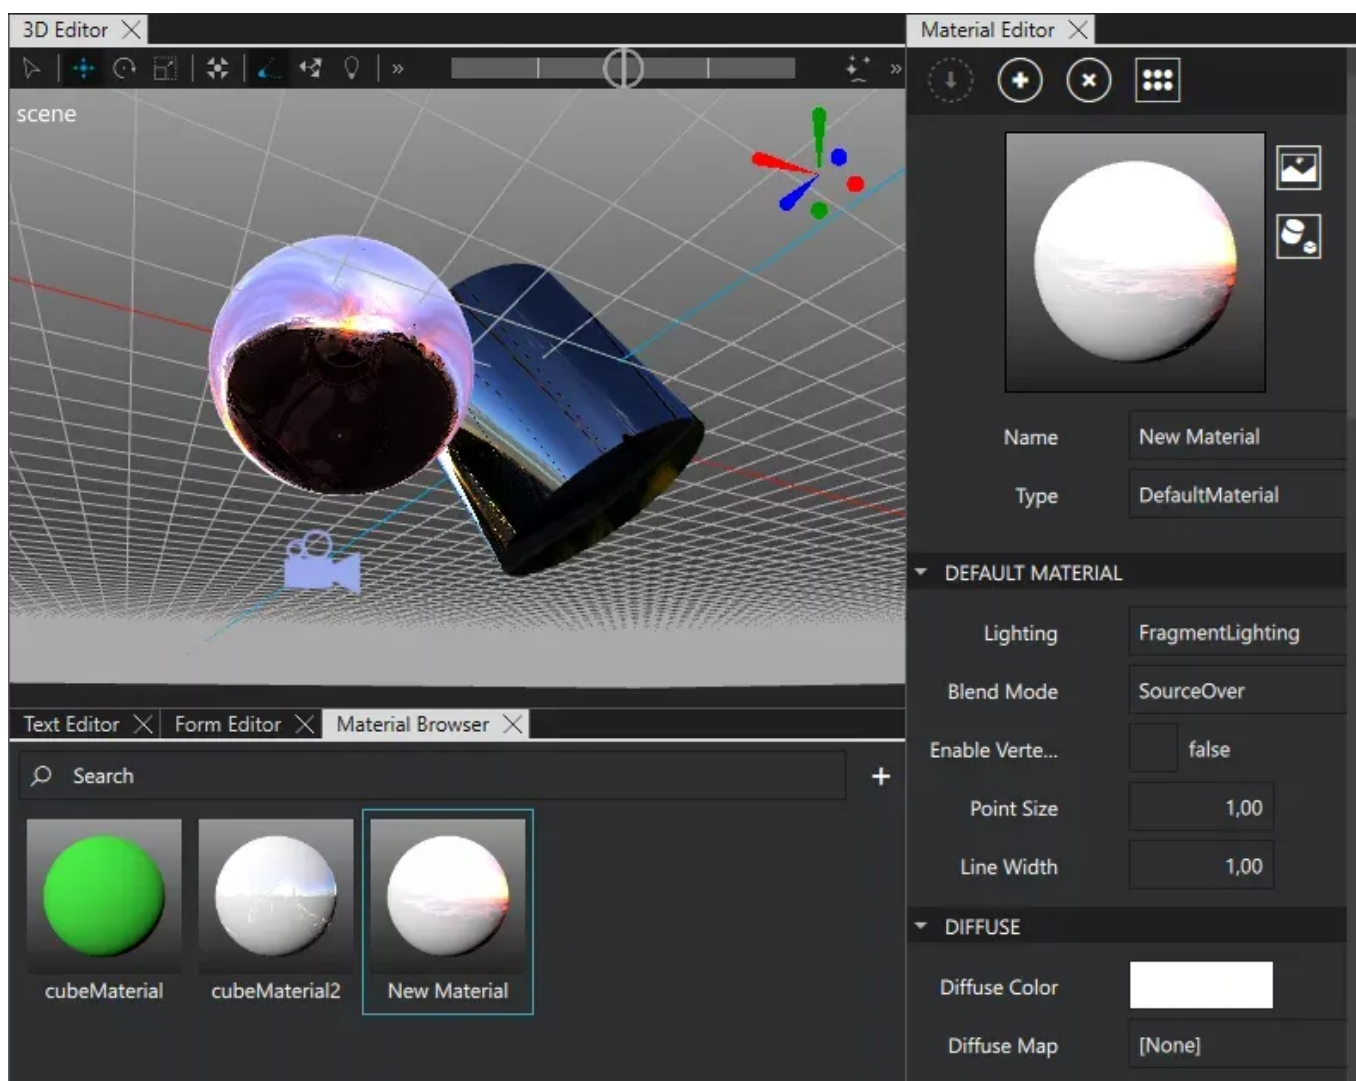 3D Editor
scene
Text Editor
Form Editor
Material Browser
Search
cubeMaterial
cubeMaterial2
New Material
Material Editor
Name
New Material
Type
DefaultMaterial
DEFAULT MATERIAL
Lighting
FragmentLighting
Blend Mode
SourceOver
Enable Verte...
false
Point Size
1,00
Line Width
1,00
DIFFUSE
Diffuse Color
Diffuse Map
[None]